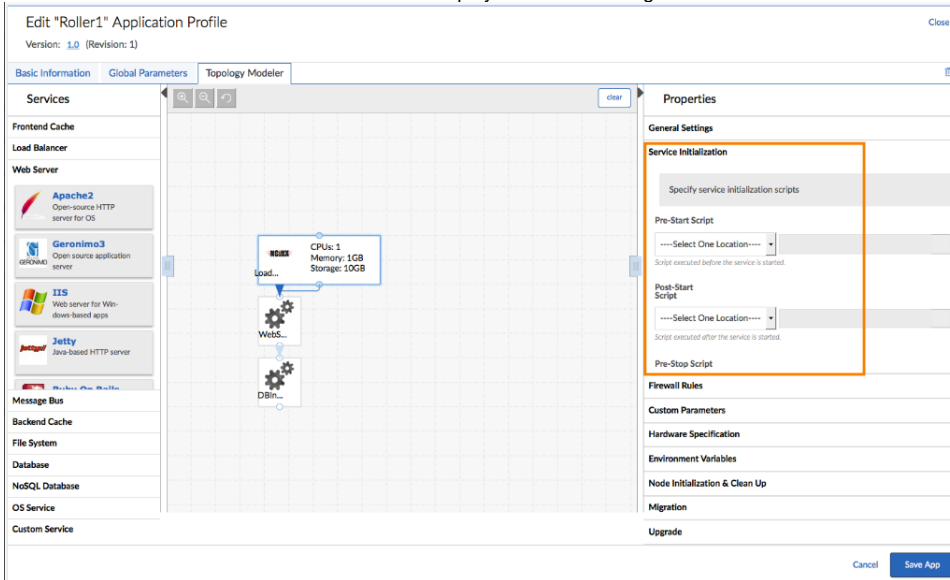 Edit "Roller1" Application Profile
Close
Version: 1.0 (Revision: 1)
Basic Information
Global Parameters
Topology Modeler
Services
clear
Properties
Frontend Cache
Load Balancer
Web Server
Apache2
Open-source HTTP
server for OS
Geronimo3
Open source application
server
GERONIMO
IIS
Web server for Win-
dows-based apps
Jetty
Java-based HTTP server
jetty://
Ruby On Rails
Message Bus
Backend Cache
File System
Database
NoSQL Database
OS Service
Custom Service
NGINX
CPUs: 1
Memory: 1GB
Storage: 10GB
Load...
WebS...
DBIn...
General Settings
Service Initialization
Specify service initialization scripts
Pre-Start Script
----Select One Location----
Script executed before the service is started.
Post-Start
Script
----Select One Location----
Script executed after the service is started.
Pre-Stop Script
Firewall Rules
Custom Parameters
Hardware Specification
Environment Variables
Node Initialization & Clean Up
Migration
Upgrade
Cancel
Save App